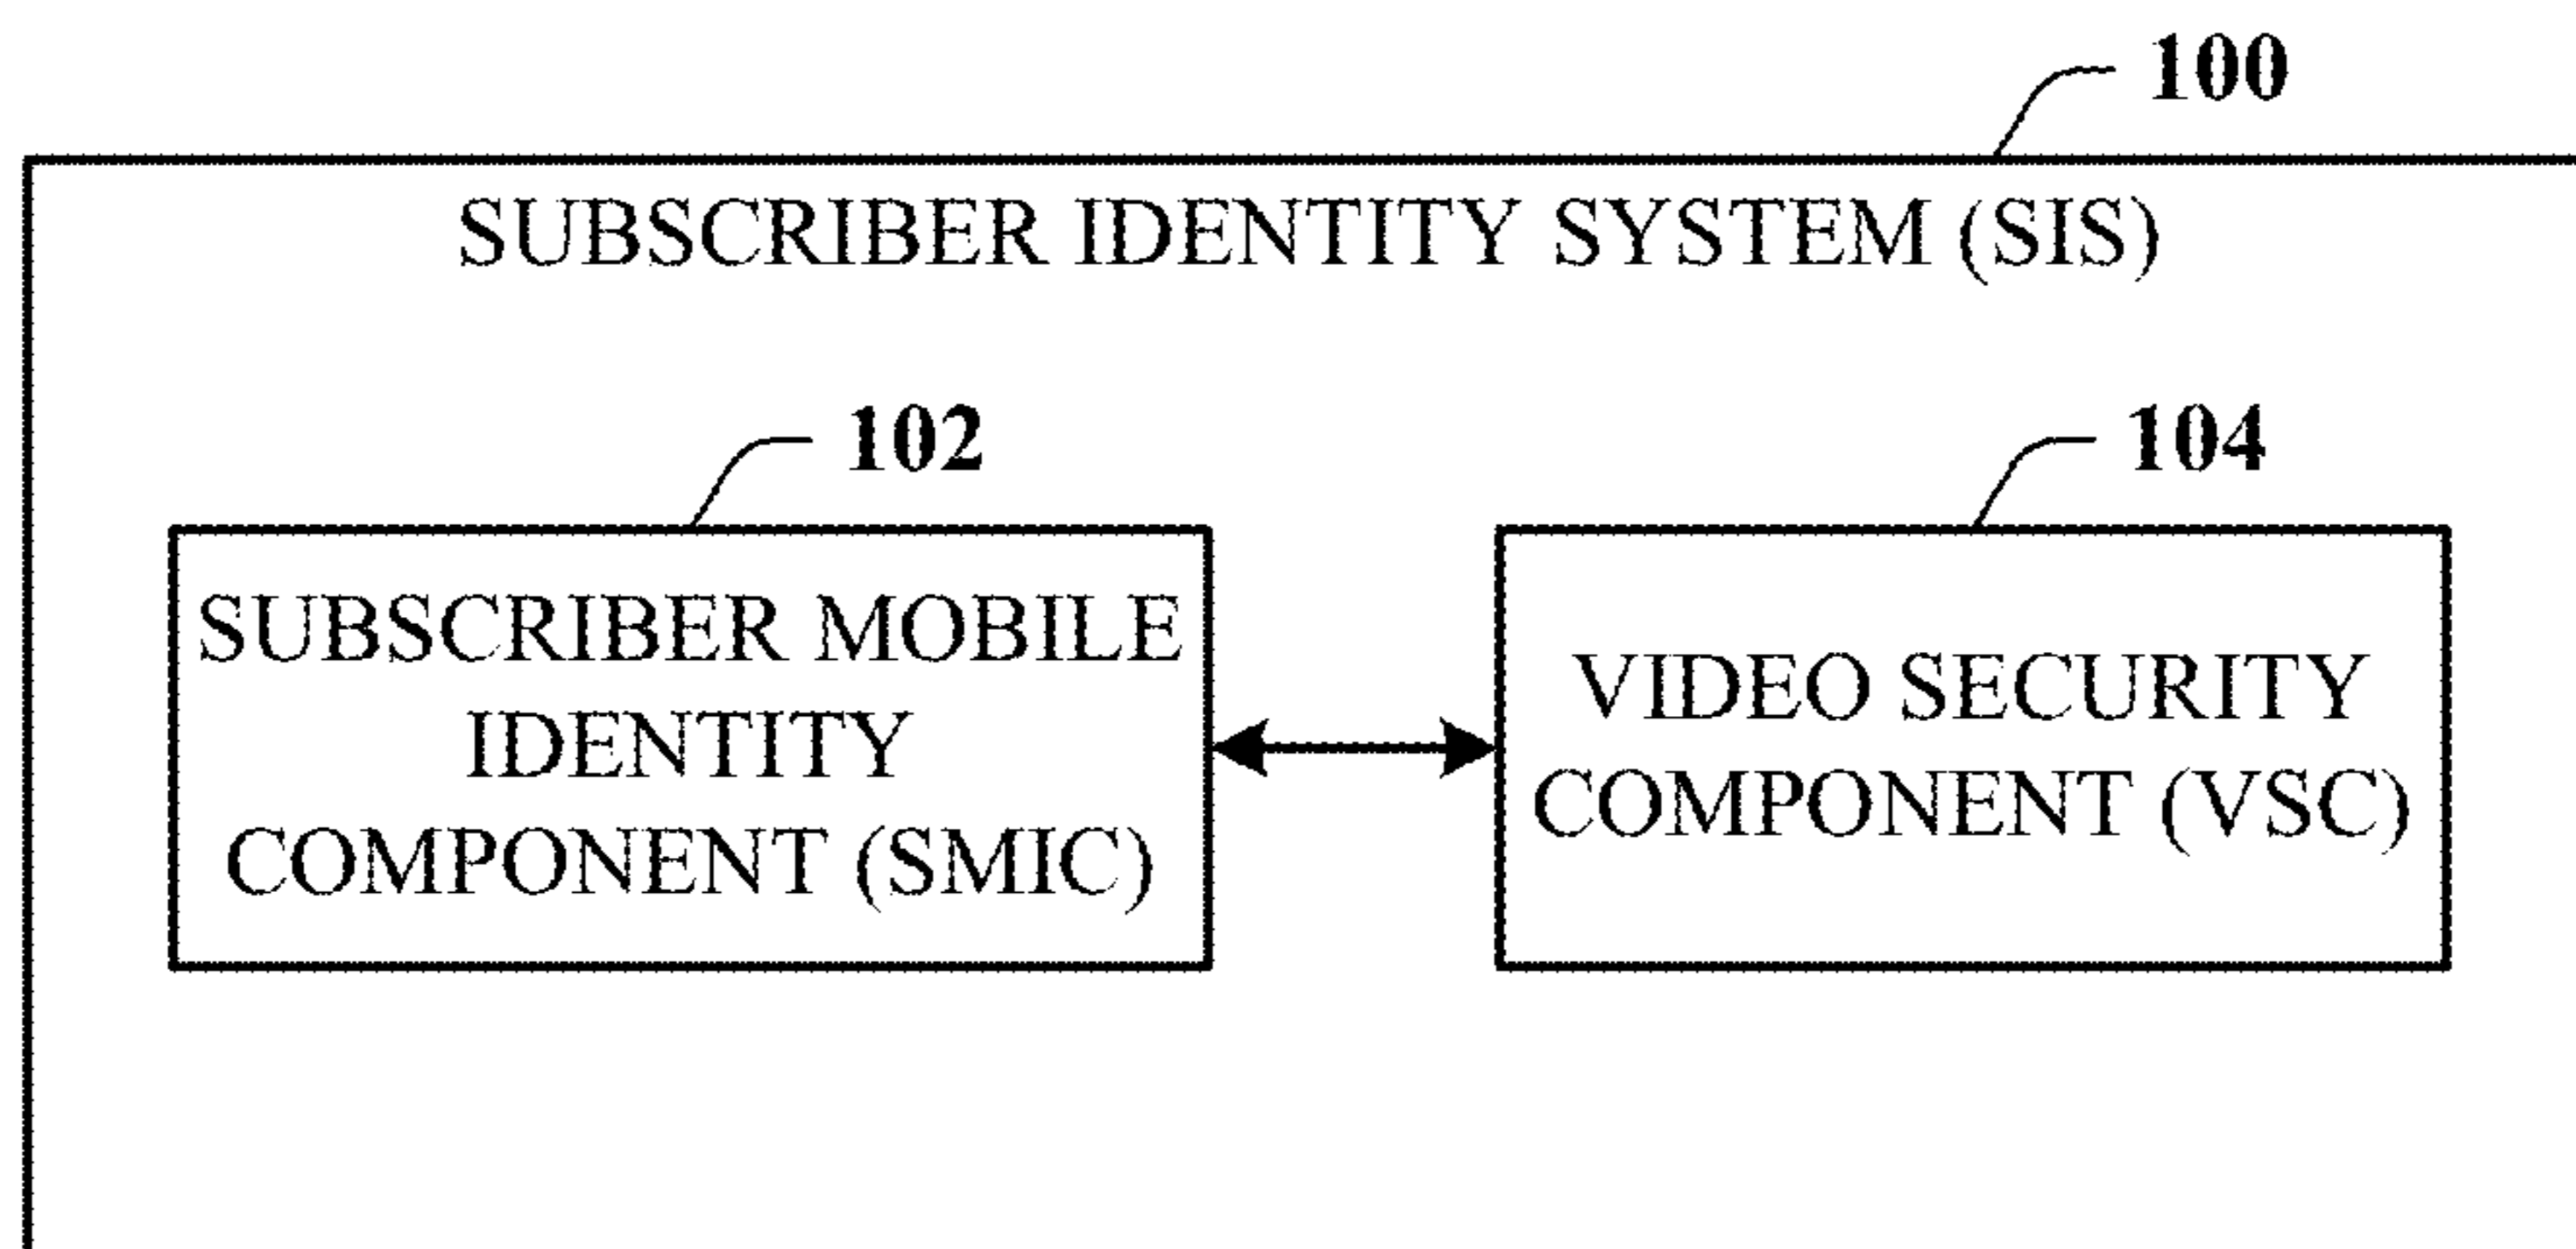 100
SUBSCRIBER IDENTITY SYSTEM (SIS)
102
104
SUBSCRIBER MOBILE
IDENTITY
COMPONENT (SMIC)
VIDEO SECURITY
COMPONENT (VSC)